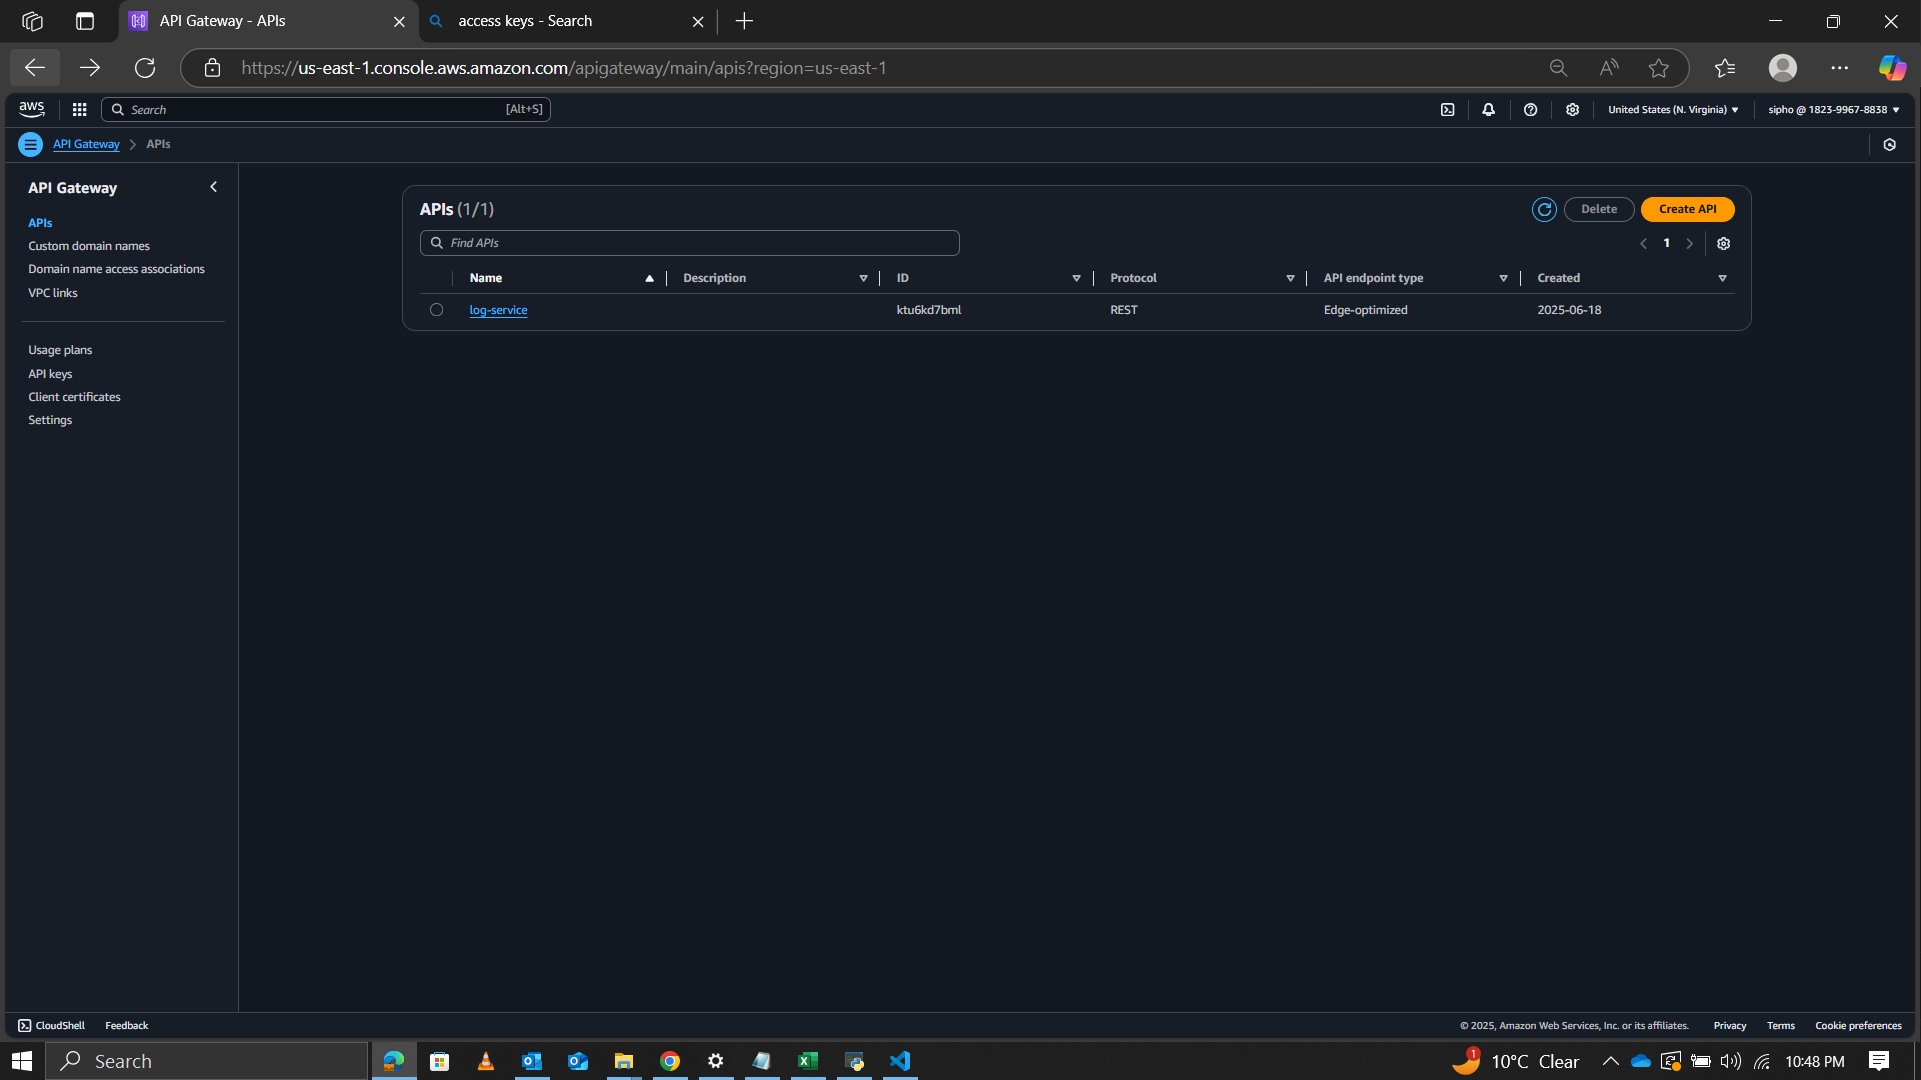 API Gateway - APIs
access keys - Search
https://us-east-1.console.aws.amazon.com/apigateway/main/apis?region=us-east-1
aws
Search
[Alt+S]
United States (N. Virginia)
sipho @ 1823-9967-8838
API Gateway
APIs
API Gateway
APIs
Custom domain names
Domain name access associations
VPC links
Usage plans
API keys
Client certificates
Settings
APIs (1/1)
Delete
Create API
Find APIs
1
Name
Description
ID
Protocol
API endpoint type
Created
log-service
ktu6kd7bml
REST
Edge-optimized
2025-06-18
CloudShell
Feedback
© 2025, Amazon Web Services, Inc. or its affiliates.
Privacy
Terms
Cookie preferences
Search
1
10°C Clear
10:48 PM